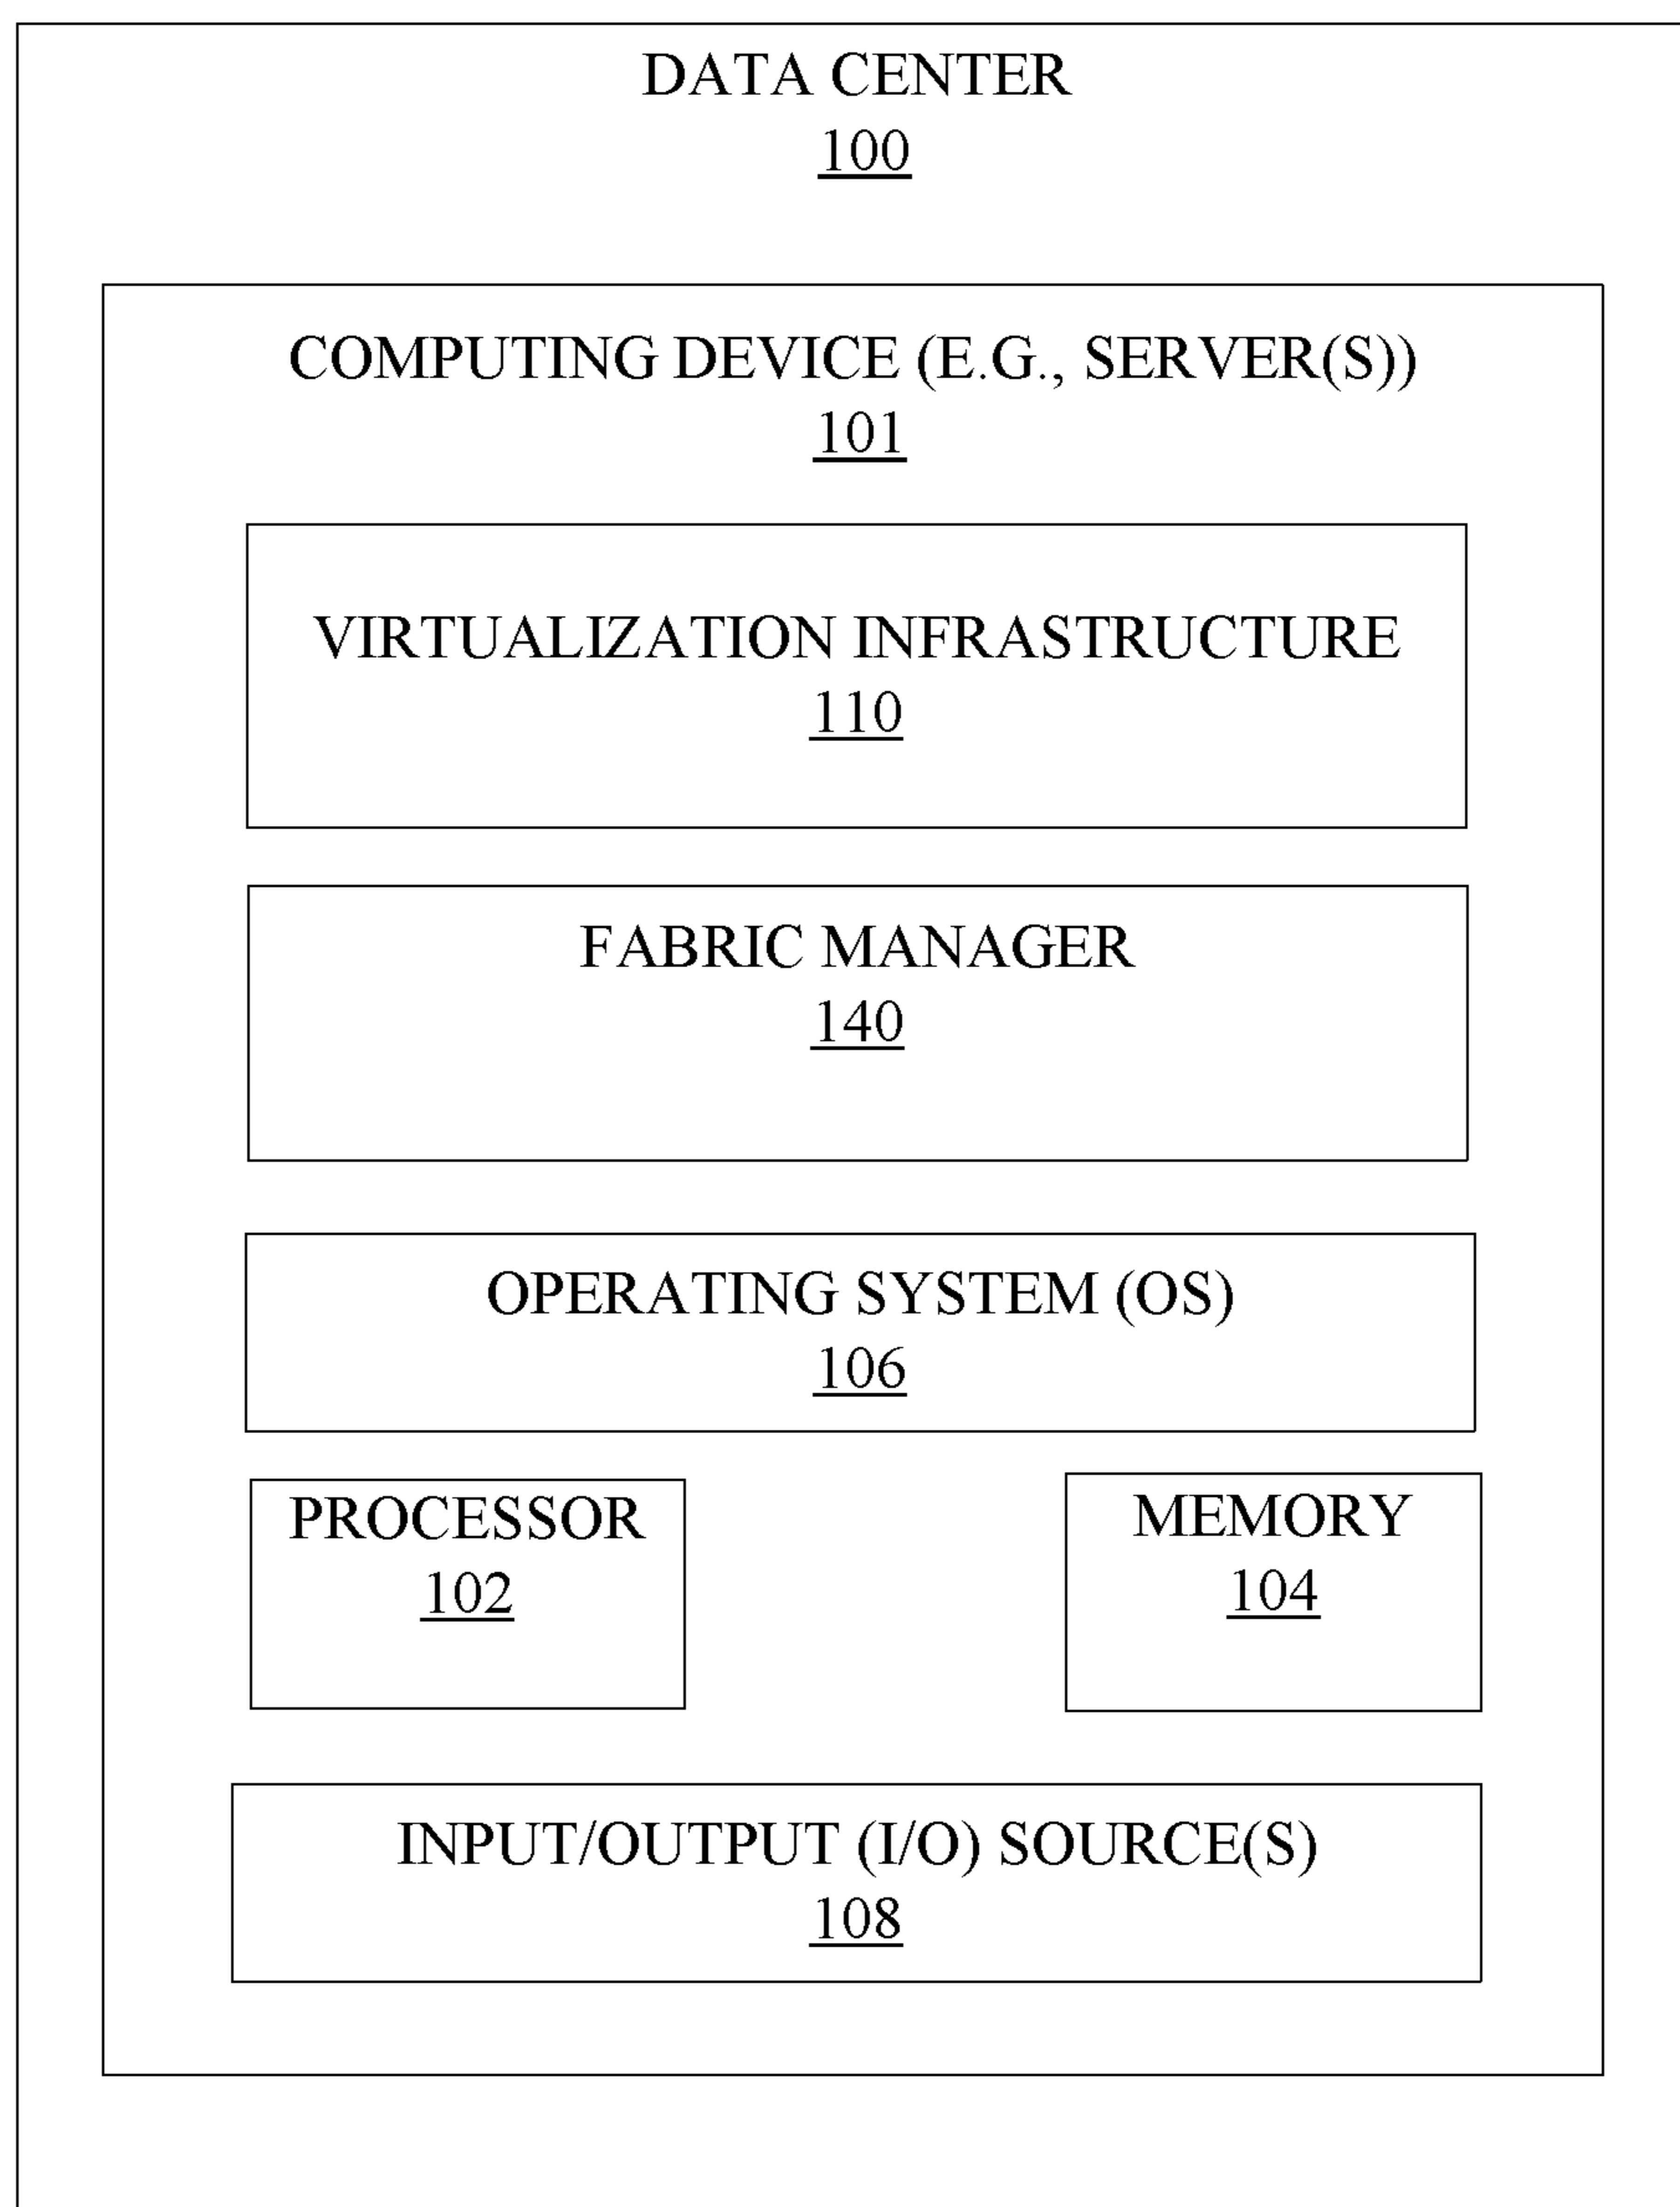 DATA CENTER
100
COMPUTING DEVICE (E.G., SERVER(S))
101
VIRTUALIZATION INFRASTRUCTURE
110
FABRIC MANAGER
140
OPERATING SYSTEM (OS)
106
PROCESSOR
102
MEMORY
104
INPUT/OUTPUT (I/O) SOURCE(S)
108